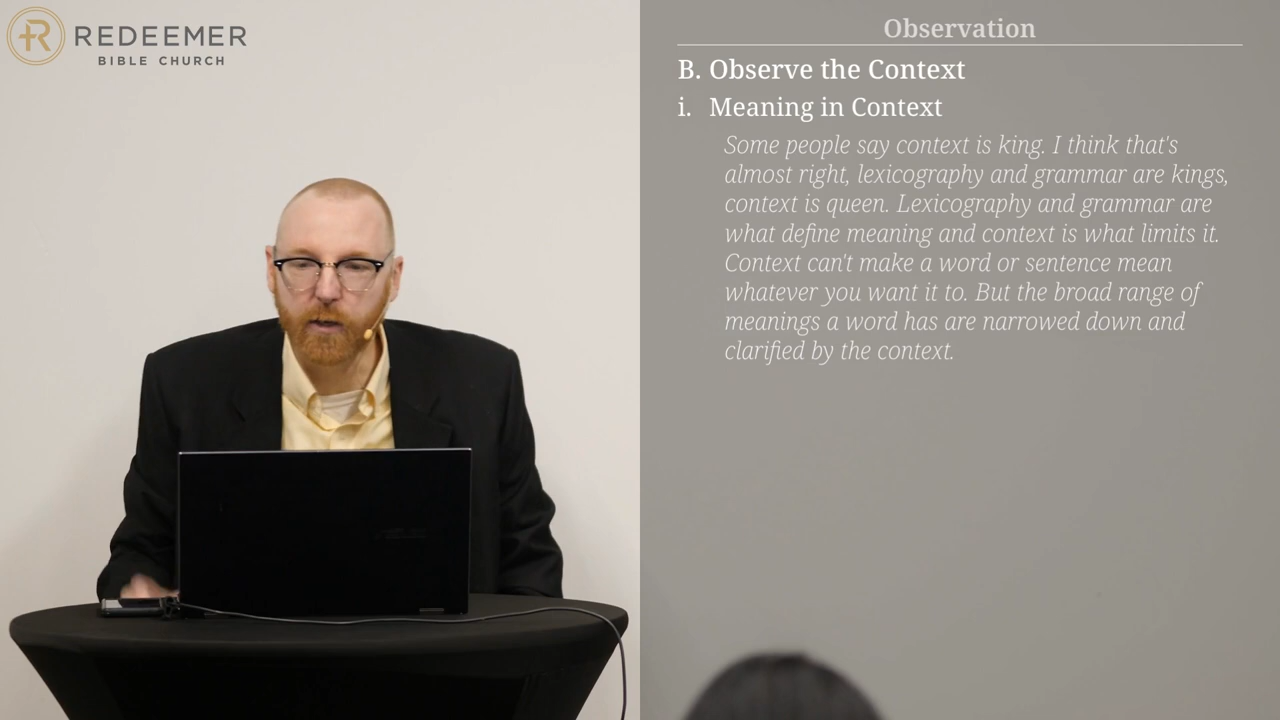 REDEEMER
BIBLE CHURCH
Observation
B. Observe the Context
i. Meaning in Context
Some people say context is king. I think that's
almost right, lexicography and grammar are kings,
context is queen. Lexicography and grammar are
what define meaning and context is what limits it.
Context can't make a word or sentence mean
whatever you want it to. But the broad range of
meanings a word has are narrowed down and
clarified by the context.